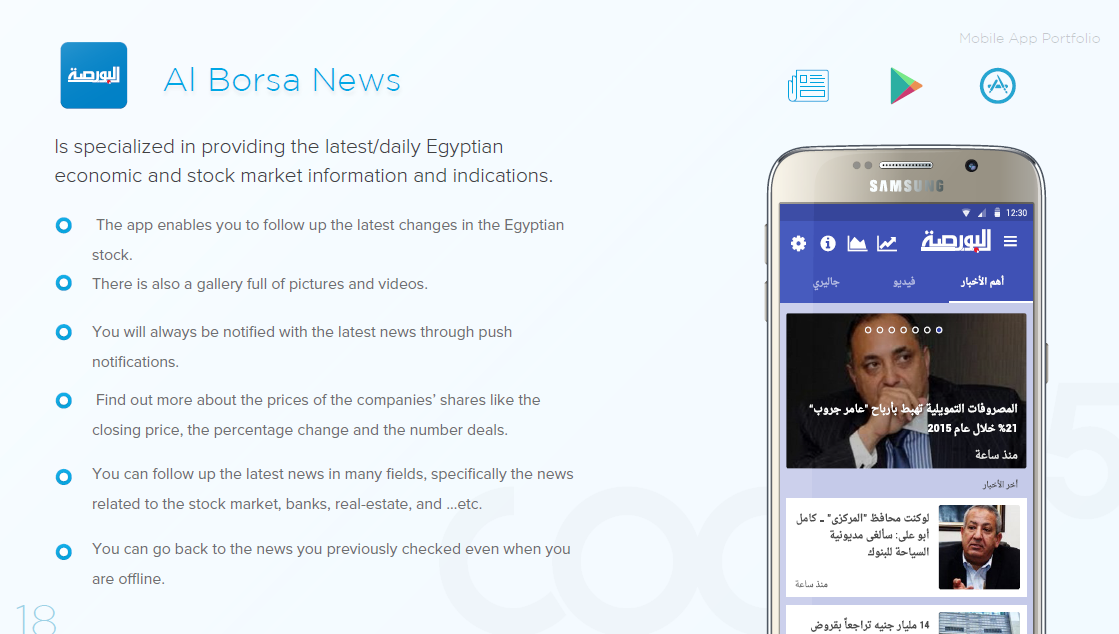 Mobile App Portfolio
البورصة
Al Borsa News
Is specialized in providing the latest/daily Egyptian
economic and stock market information and indications.
The app enables you to follow up the latest changes in the Egyptian
stock.
There is also a gallery full of pictures and videos.
You will always be notified with the latest news through push
notifications.
Find out more about the prices of the companies’ shares like the
closing price, the percentage change and the number deals.
You can follow up the latest news in many fields, specifically the news
related to the stock market, banks, real-estate, and ...etc.
You can go back to the news you previously checked even when you
are offline.
18
SAMSUNG
12:30
البورصة
أهم الأخبار
فيديو
جاليري
المصروفات التمويلية تهبط بأرباح "عامر جروب"
21% خلال عام 2015
منذ ساعة
أخر الأخبار
لوكنت محافظ "المركزى" .. كامل
أبو على: سألغى مديونية
السياحة للبنوك
منذ ساعة
14 مليار جنيه تراجعاً بقروض